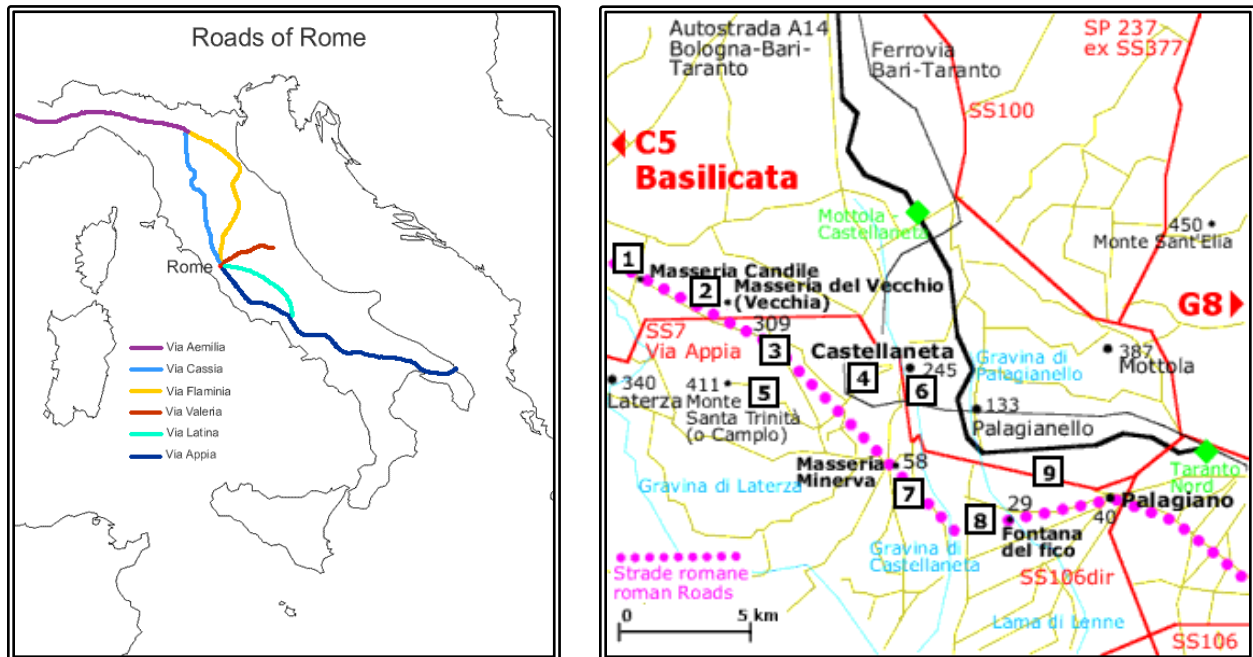 Roads of Rome
Rome
Via Aemilia
Via Cassia
Via Flaminia
Via Valeria
Via Latina
Via Appia
Autostrada A14
Bologna-Bari-
Taranto
Ferrovia
Bari-Taranto
SP 237
ex SS377
SS100
C5
Basilicata
Mottola-
Castellaneta
450
Monte Sant'Elia
1
Masseria Candile
2
Masseria del Vecchio
(Vecchia)
G8
SS7
Via Appia
309
3
Castellaneta
245
4
5
6
Gravina di
Palagianello
387
Mottola
340
Laterza
411
Monte
Santa Trinità
(o Camplo)
133
Palagianello
Masseria
Minerva
58
Gravina di Laterza
7
8
9
29
Fontana
del fico
Taranto
Nord
Palagiano
40
Gravina di
Castellaneta
SS106dir
Strade romane
roman Roads
0 5 km
Lama di Lenne
SS106